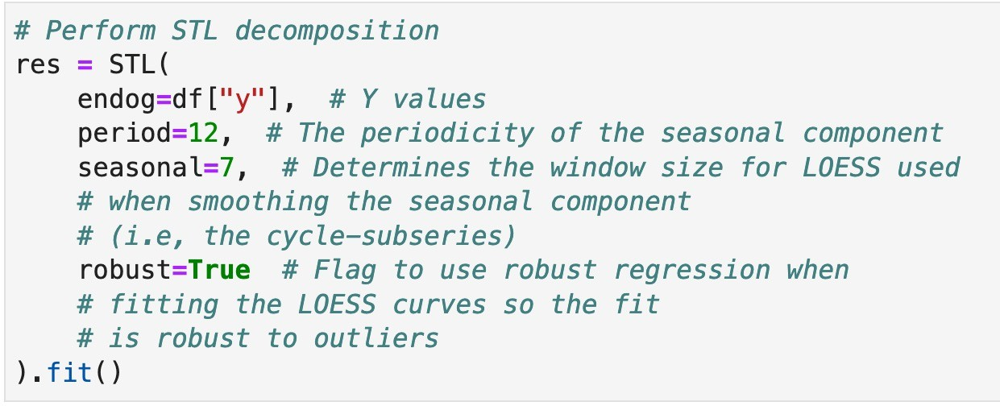 # Perform STL decomposition
res = STL(
    endog=df["y"],  # Y values
    period=12,  # The periodicity of the seasonal component
    seasonal=7,  # Determines the window size for LOESS used
    # when smoothing the seasonal component
    # (i.e, the cycle-subseries)
    robust=True  # Flag to use robust regression when
    # fitting the LOESS curves so the fit
    # is robust to outliers
).fit()